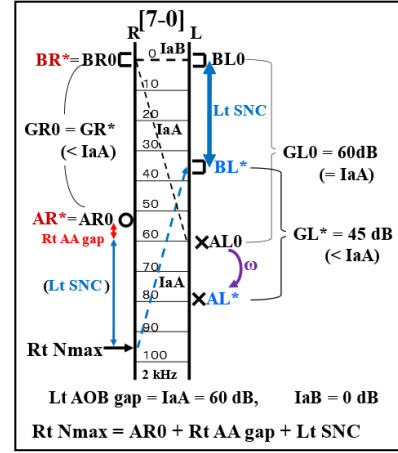 [7-0]
R L
BR*=BR0 0 IaB BL0
10
Lt SNC
20
GR0 = GR* IaA GL0 = 60dB
(< IaA) 30 (= IaA)
BL*
40
50 GL* = 45 dB
AR*=AR0 (< IaA)
Rt AA gap 60 AL0
(Lt SNC) 70 ω
IaA
80 AL*
90
Rt Nmax
100
2 kHz
Lt AOB gap = IaA = 60 dB, IaB = 0 dB
Rt Nmax = AR0 + Rt AA gap + Lt SNC